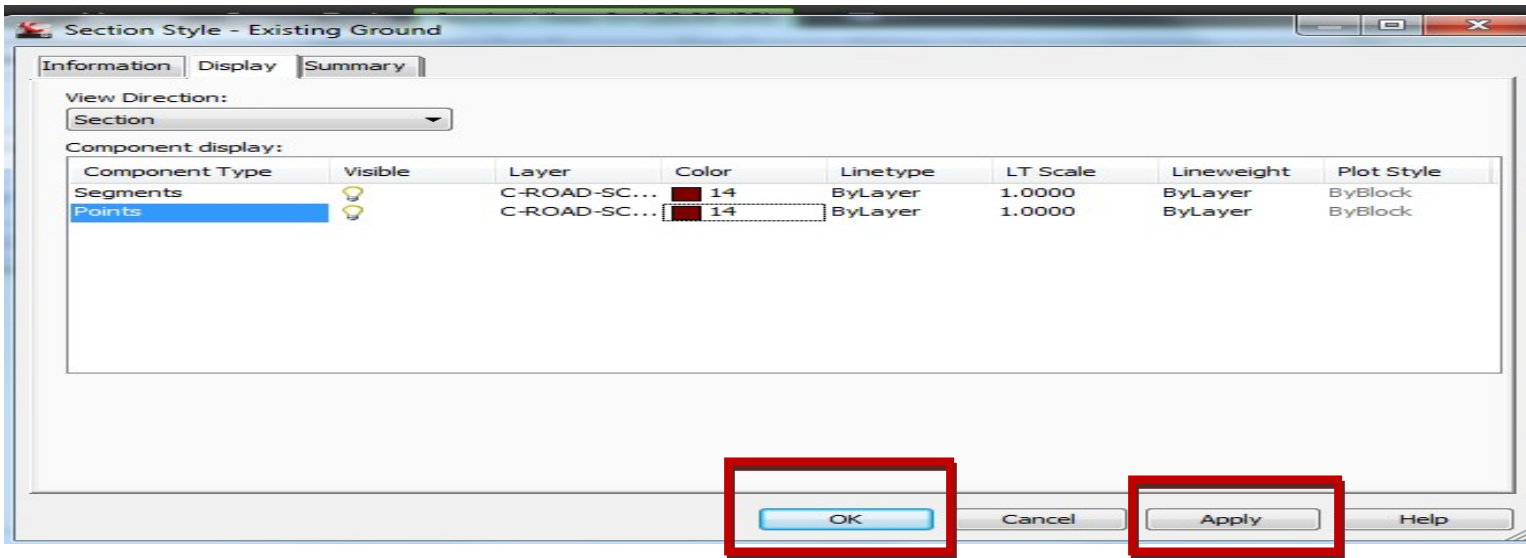 Section Style - Existing Ground
Information Display Summary
View Direction:
Section
Component display:
Component Type Visible Layer Color Linetype LT Scale Lineweight Plot Style
Segments C-ROAD-SC... 14 ByLayer 1.0000 ByLayer ByBlock
Points C-ROAD-SC... 14 ByLayer 1.0000 ByLayer ByBlock
OK Cancel Apply Help